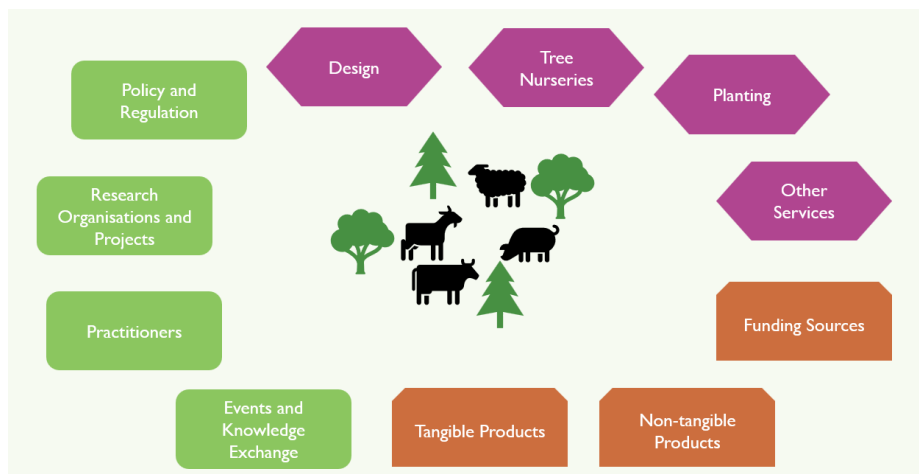 Design
Tree
Nurseries
Planting
Policy and
Regulation
Research
Organisations and
Projects
Other
Services
Practitioners
Funding Sources
Events and
Knowledge
Exchange
Tangible Products
Non-tangible
Products